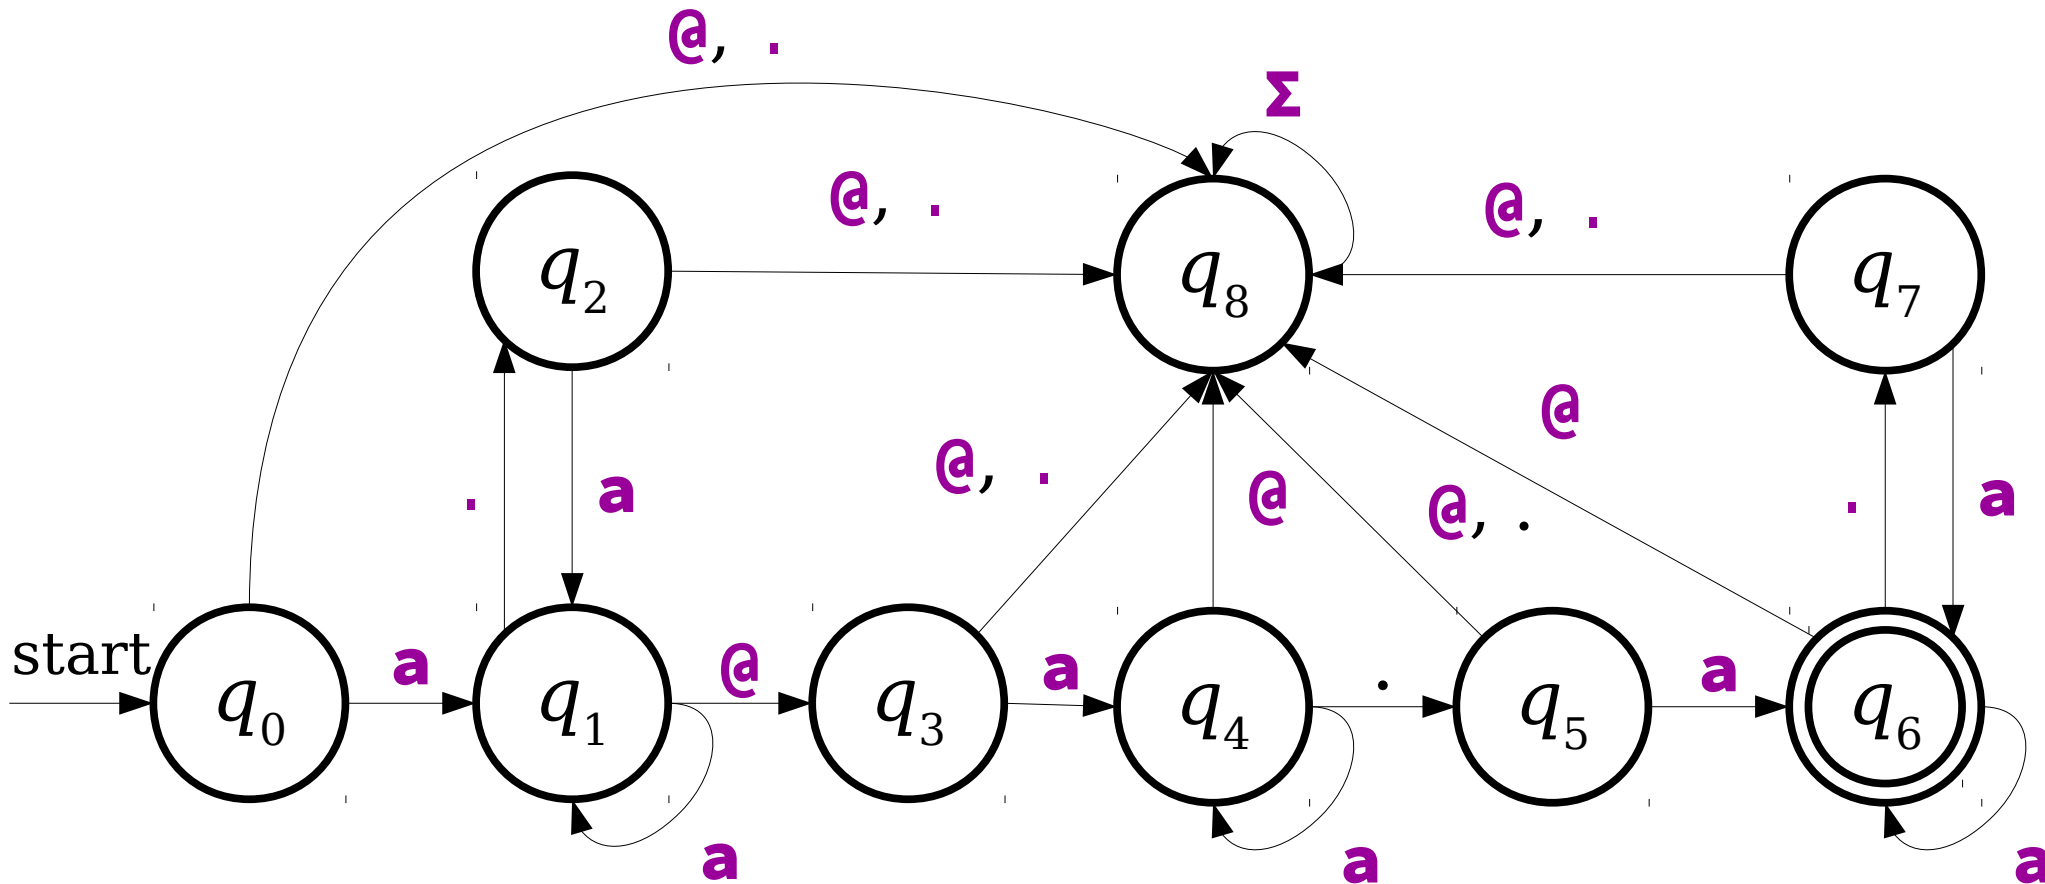 @, .
Σ
@, .
@, .
q2
q8
q7
@
@, .
@
@, .
.
a
.
a
start
a
@
a
.
a
q0
q1
q3
q4
q5
q6
a
a
a